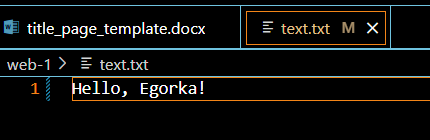 title_page_template.docx text.txt M
web-1 > text.txt
1 Hello, Egorka!